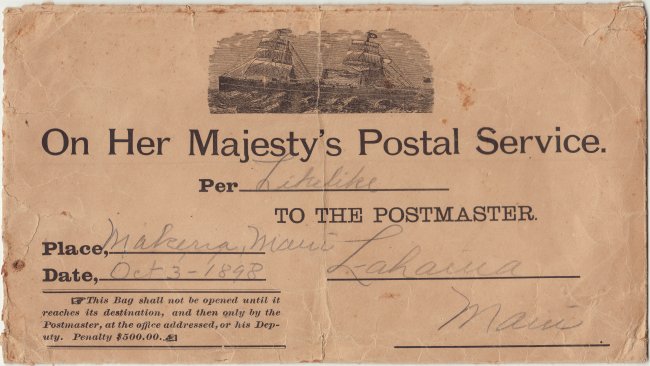 On Her Majesty's Postal Service.
Per Likelike
TO THE POSTMASTER.
Place, Makena, Maui
Lahaina
Date, Oct 3-1898
Maui
☞This Bag shall not be opened until it
reaches its destination, and then only by the
Postmaster, at the office addressed, or his Dep-
uty. Penalty $500.00.☜